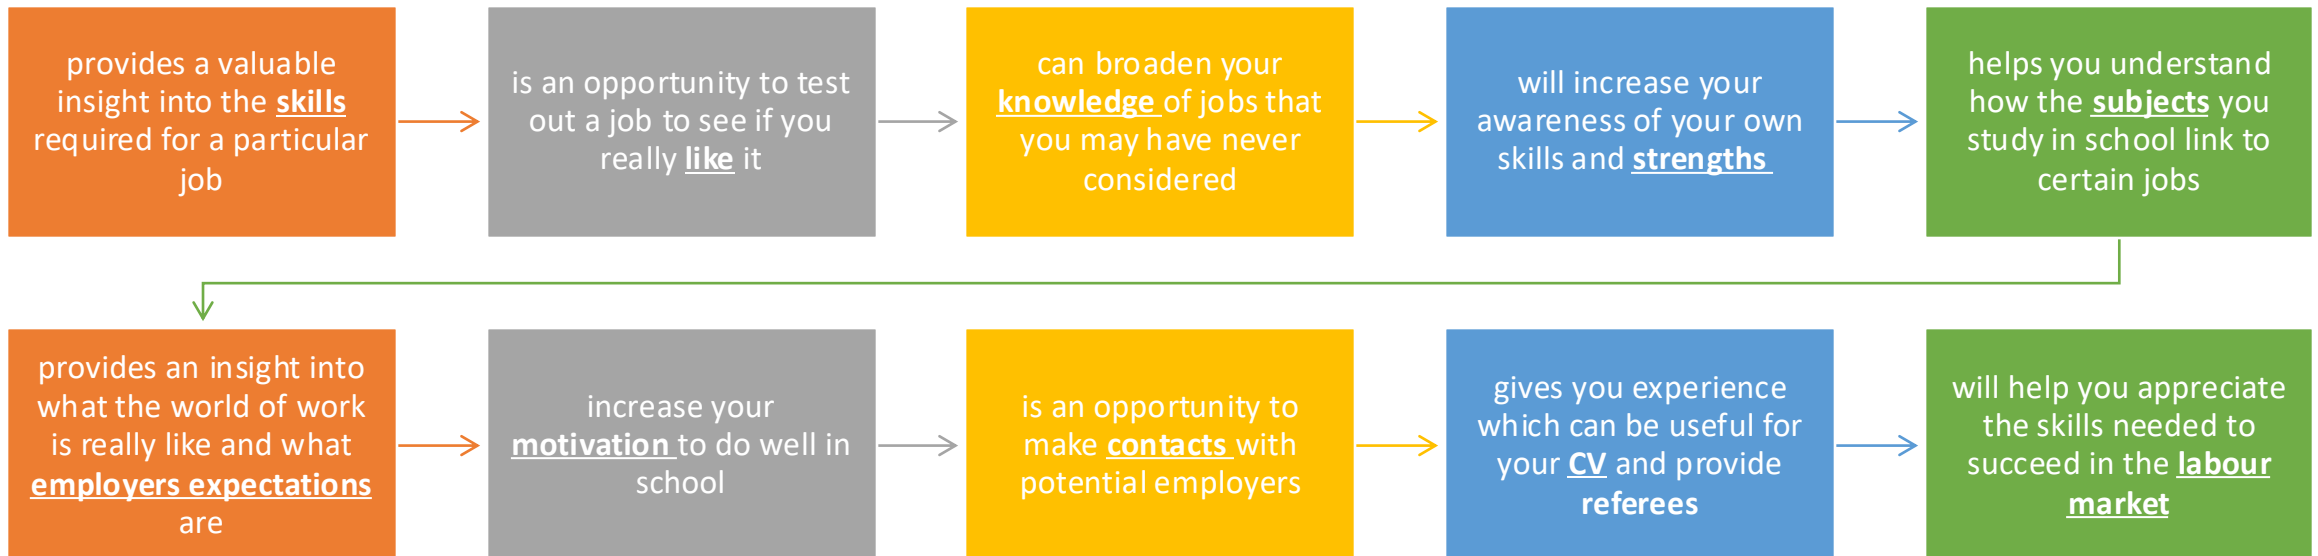 provides a valuable
insight into the skills
required for a particular
job
is an opportunity to test
out a job to see if you
really like it
can broaden your
knowledge of jobs that
you may have never
considered
will increase your
awareness of your own
skills and strengths
helps you understand
how the subjects you
study in school link to
certain jobs
provides an insight into
what the world of work
is really like and what
employers expectations
are
increase your
motivation to do well in
school
is an opportunity to
make contacts with
potential employers
gives you experience
which can be useful for
your CV and provide
referees
will help you appreciate
the skills needed to
succeed in the labour
market